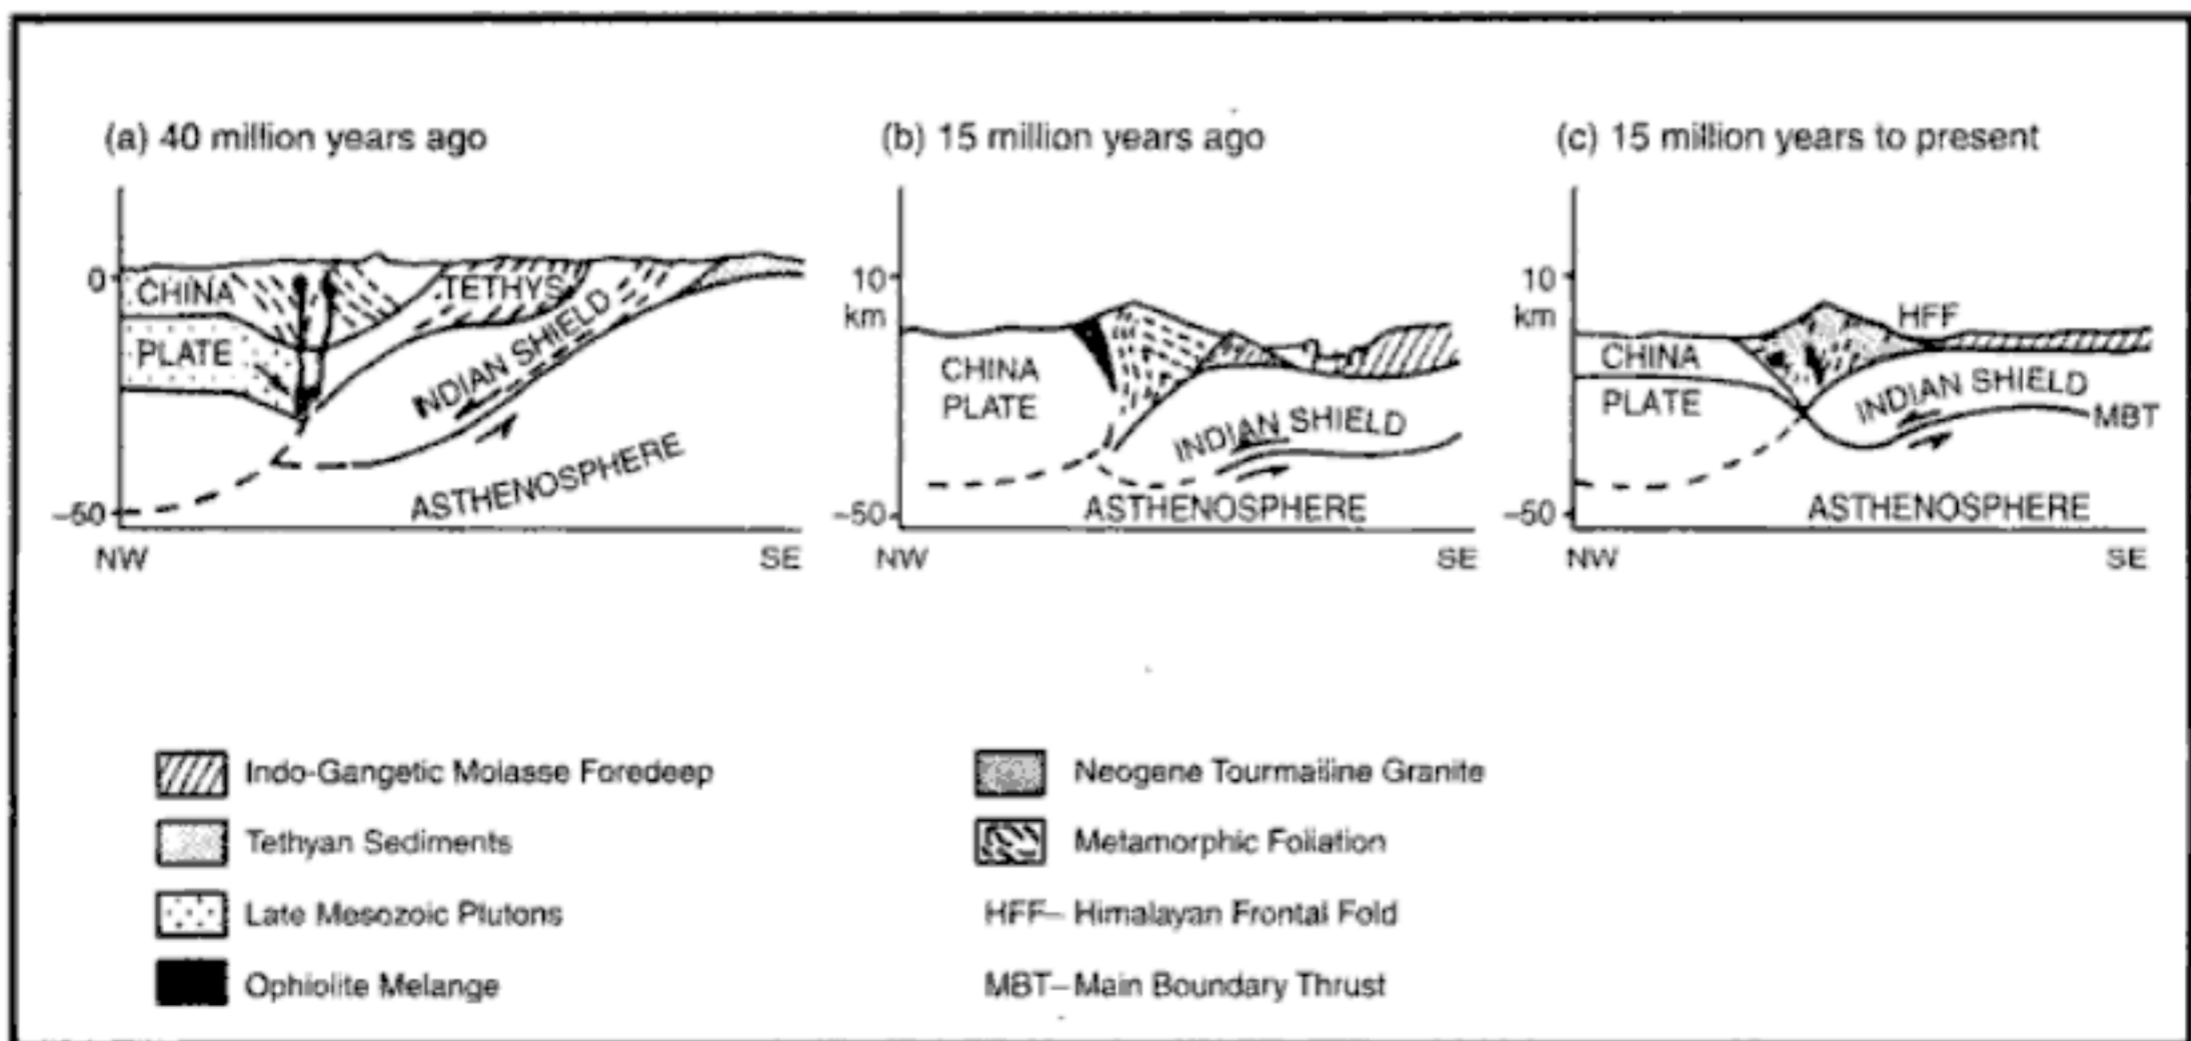 (a) 40 million years ago
0
CHINA
PLATE
TETHYS
INDIAN SHIELD
ASTHENOSPHERE
-50
NW
SE
(b) 15 million years ago
10
km
CHINA
PLATE
INDIAN SHIELD
-50
ASTHENOSPHERE
NW
SE
(c) 15 million years to present
10
km
HFF
CHINA
PLATE
INDIAN SHIELD
MBT
-50
ASTHENOSPHERE
NW
SE
Indo-Gangetic Molasse Foredeep
Tethyan Sediments
Late Mesozoic Plutons
Ophiolite Melange
Neogene Tourmaline Granite
Metamorphic Foliation
HFF– Himalayan Frontal Fold
MBT– Main Boundary Thrust